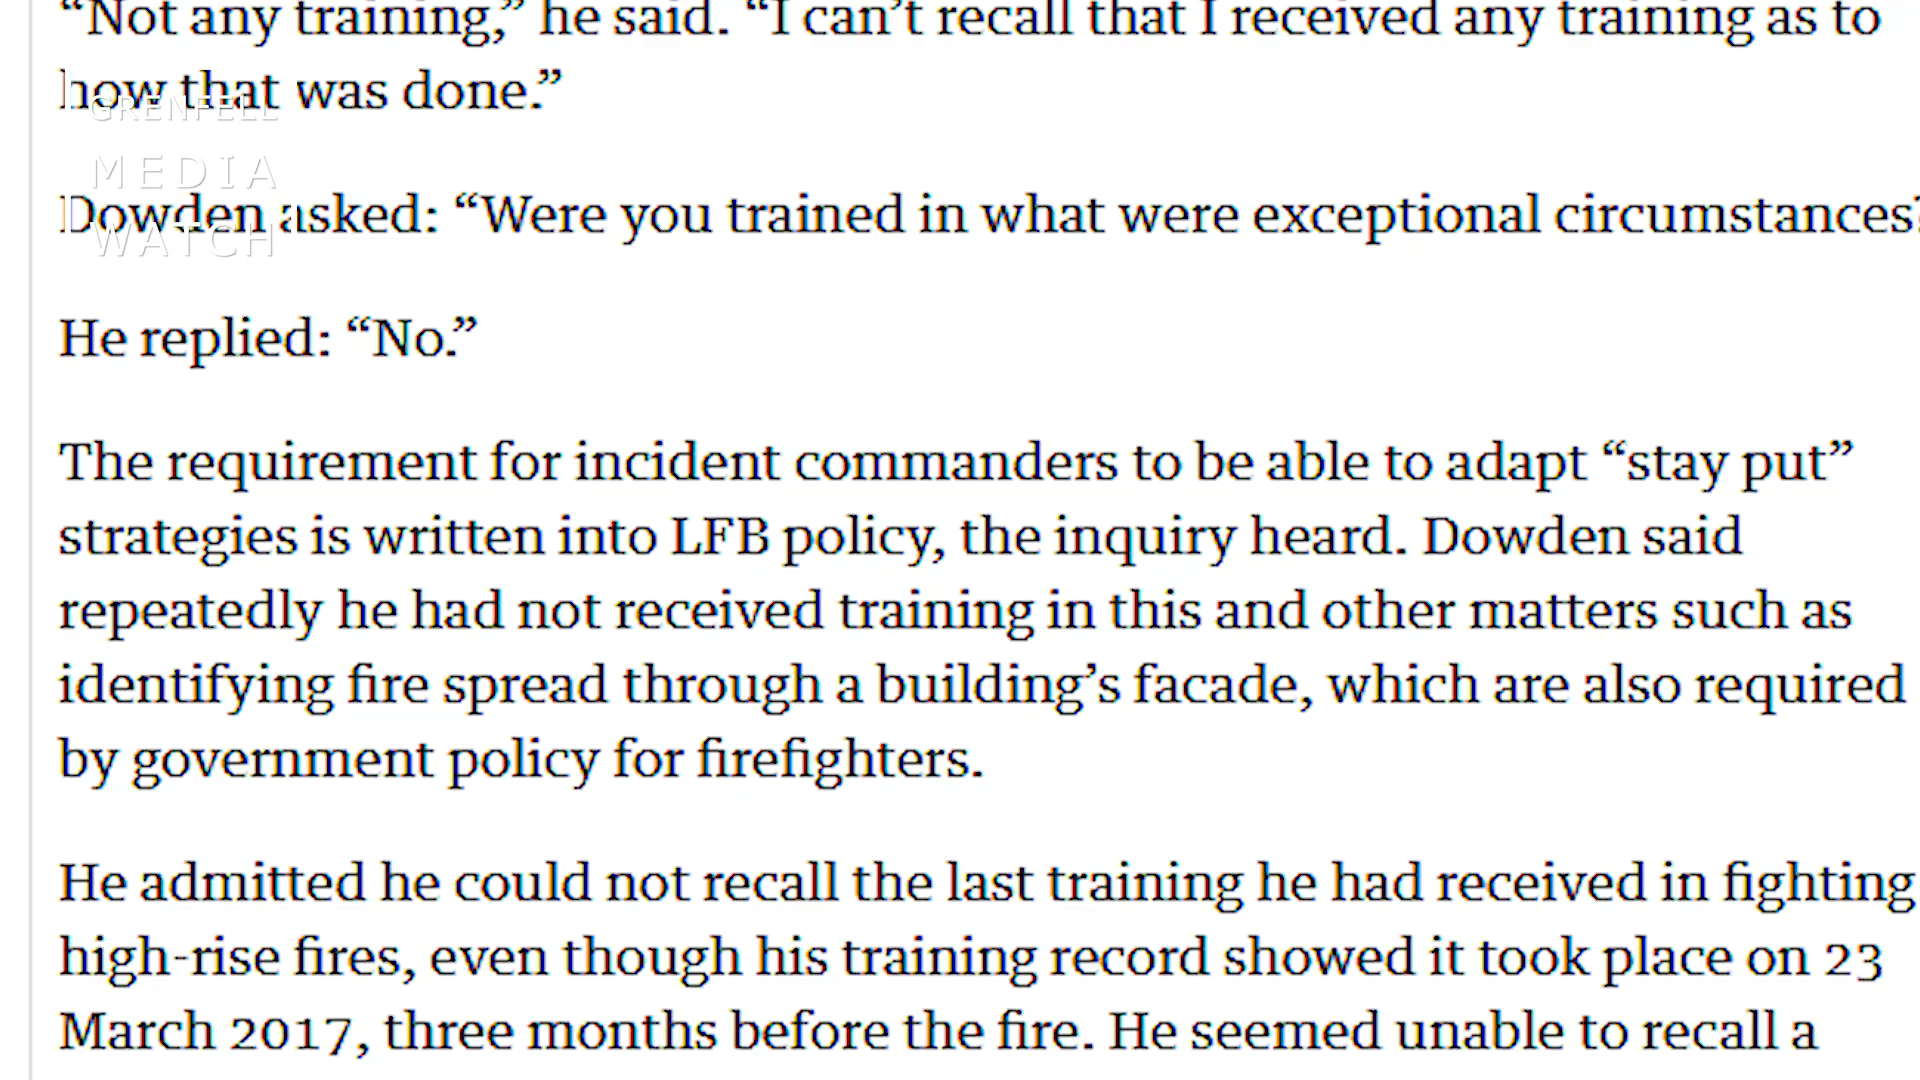 “Not any training,” he said. “I can’t recall that I received any training as to
how that was done.”
GRENFELL
MEDIA
WATCH
Dowden asked: “Were you trained in what were exceptional circumstances?
He replied: “No.”
The requirement for incident commanders to be able to adapt “stay put”
strategies is written into LFB policy, the inquiry heard. Dowden said
repeatedly he had not received training in this and other matters such as
identifying fire spread through a building’s facade, which are also required
by government policy for firefighters.
He admitted he could not recall the last training he had received in fighting
high-rise fires, even though his training record showed it took place on 23
March 2017, three months before the fire. He seemed unable to recall a